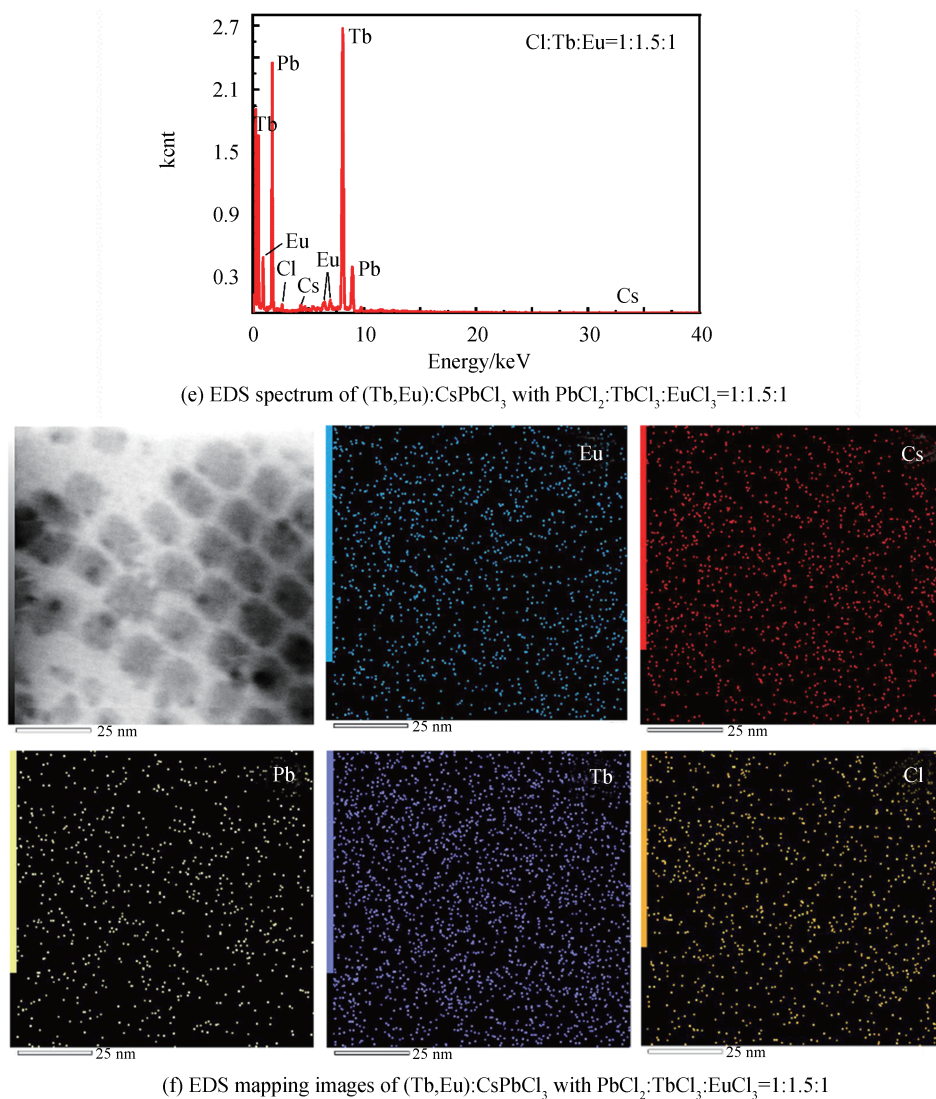 2.7
2.1
1.5
0.9
0.3
kcnt
Tb
Pb
Tb
Eu
Cl
Cs
Eu
Pb
Cs
Cl:Tb:Eu=1:1.5:1
0 10 20 30 40
Energy/keV
(e) EDS spectrum of (Tb,Eu):CsPbCl₃ with PbCl₂:TbCl₃:EuCl₃=1:1.5:1
25 nm
Eu
25 nm
Cs
25 nm
Pb
25 nm
Tb
25 nm
Cl
25 nm
(f) EDS mapping images of (Tb,Eu):CsPbCl₃ with PbCl₂:TbCl₃:EuCl₃=1:1.5:1